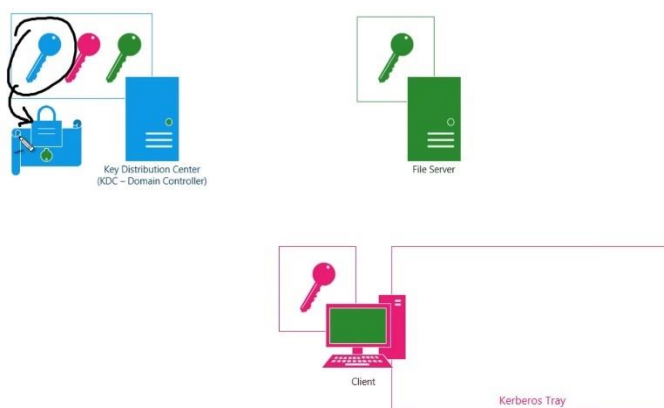 Key Distribution Center
(KDC – Domain Controller)
File Server
Client
Kerberos Tray